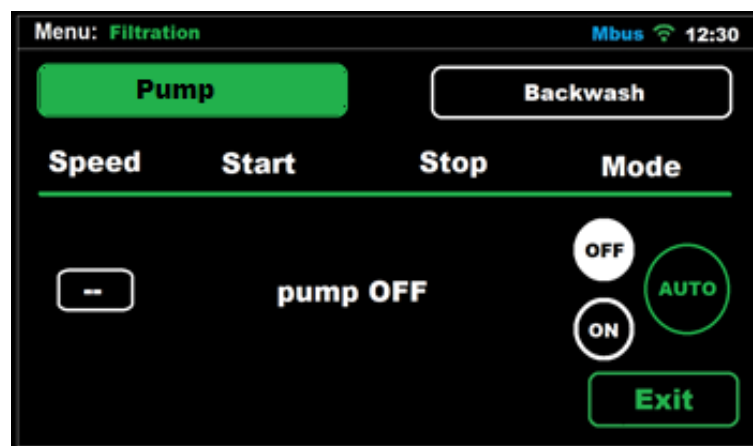 Menu: Filtration Mbus 12:30
Pump Backwash
Speed Start Stop Mode
OFF
-- pump OFF AUTO
ON
Exit